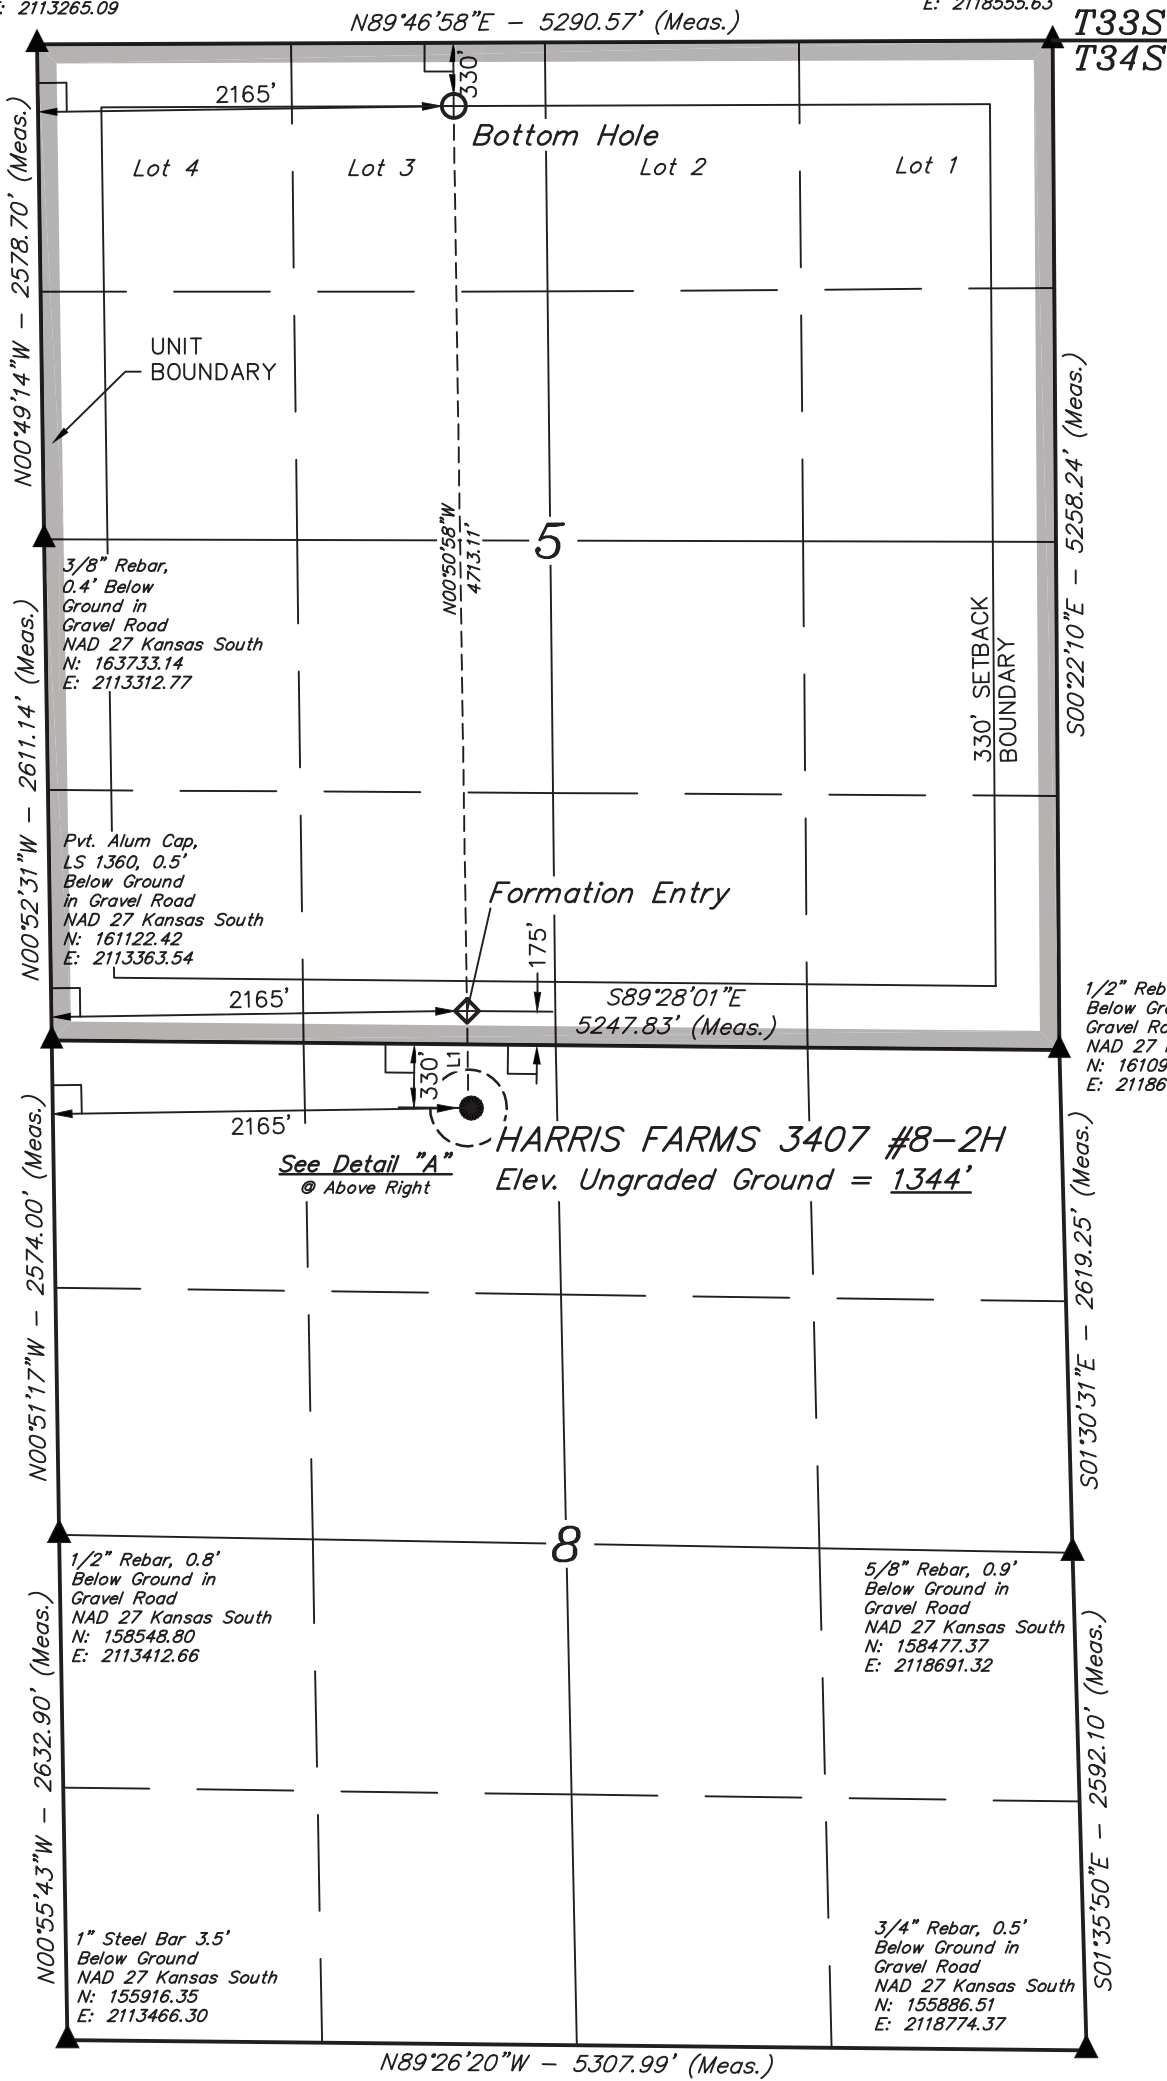 E: 2113265.09
E: 2118555.63
N89°46'58"E - 5290.57' (Meas.)
T33S
T34S
330'
2165'
Bottom Hole
Lot 4
Lot 3
Lot 2
Lot 1
N00°49'14"W - 2578.70' (Meas.)
UNIT
BOUNDARY
S00°22'10"E - 5258.24' (Meas.)
N00°50'58"W
4713.11'
5
3/8" Rebar,
0.4' Below
Ground in
Gravel Road
NAD 27 Kansas South
N: 163733.14
E: 2113312.77
330' SETBACK
BOUNDARY
N00°52'31"W - 2611.14' (Meas.)
Pvt. Alum Cap,
LS 1360, 0.5'
Below Ground
in Gravel Road
NAD 27 Kansas South
N: 161122.42
E: 2113363.54
Formation Entry
175'
2165'
S89°28'01"E
5247.83' (Meas.)
1/2" Reb
Below Gr
Gravel Ro
NAD 27
N: 16109
E: 21186
330'
L1
2165'
HARRIS FARMS 3407 #8-2H
See Detail "A"
@ Above Right
Elev. Ungraded Ground = 1344'
N00°51'17"W - 2574.00' (Meas.)
S01°30'31"E - 2619.25' (Meas.)
8
1/2" Rebar, 0.8'
Below Ground in
Gravel Road
NAD 27 Kansas South
N: 158548.80
E: 2113412.66
5/8" Rebar, 0.9'
Below Ground in
Gravel Road
NAD 27 Kansas South
N: 158477.37
E: 2118691.32
N00°55'43"W - 2632.90' (Meas.)
S01°35'50"E - 2592.10' (Meas.)
1" Steel Bar 3.5'
Below Ground
NAD 27 Kansas South
N: 155916.35
E: 2113466.30
3/4" Rebar, 0.5'
Below Ground in
Gravel Road
NAD 27 Kansas South
N: 155886.51
E: 2118774.37
N89°26'20"W - 5307.99' (Meas.)